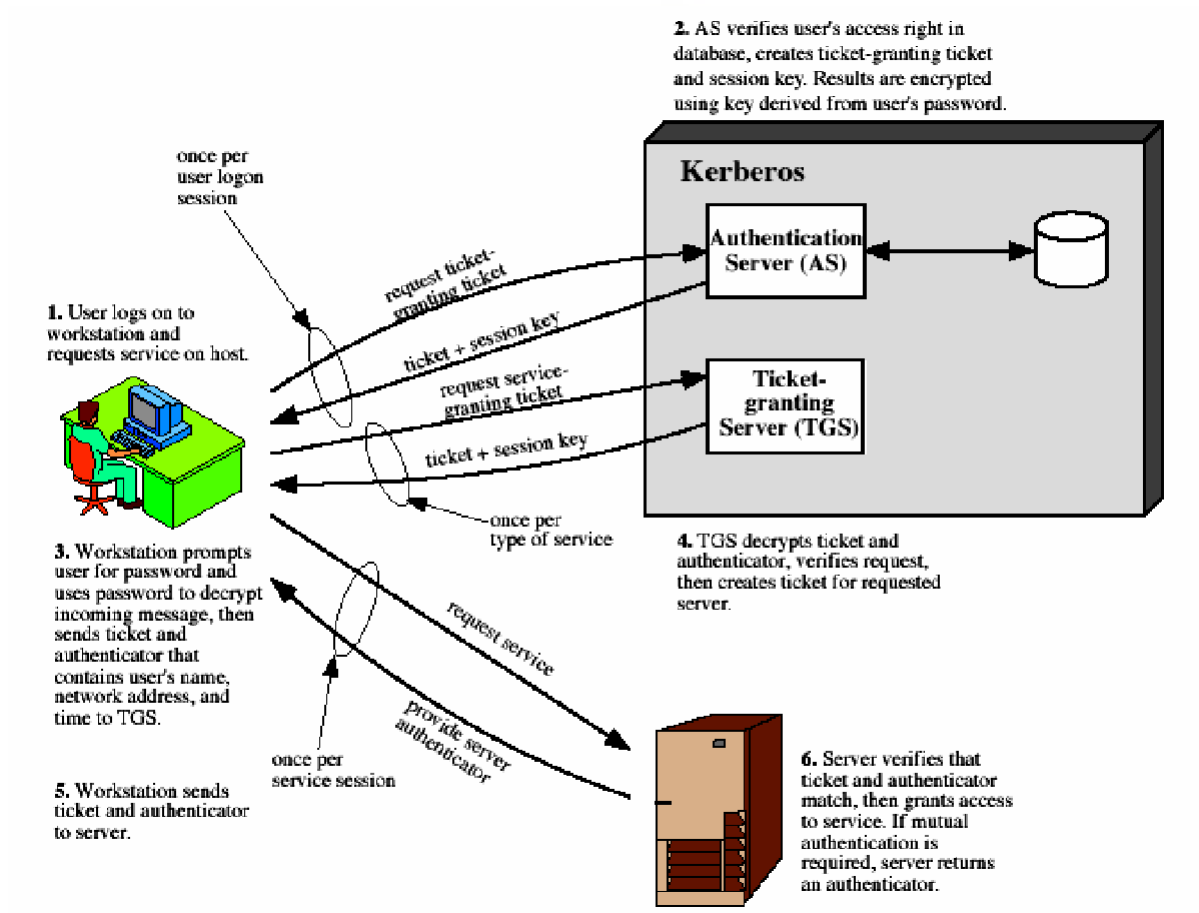 2. AS verifies user's access right in
database, creates ticket-granting ticket
and session key. Results are encrypted
using key derived from user's password.
once per
user logon
session
Kerberos
Authentication
Server (AS)
request ticket-
granting ticket
1. User logs on to
workstation and
requests service on host.
ticket + session key
request service-
granting ticket
Ticket-
granting
Server (TGS)
ticket + session key
once per
type of service
4. TGS decrypts ticket and
authenticator, verifies request,
then creates ticket for requested
server.
3. Workstation prompts
user for password and
uses password to decrypt
incoming message, then
sends ticket and
authenticator that
contains user's name,
network address, and
time to TGS.
request service
provide server
authenticator
once per
service session
5. Workstation sends
ticket and authenticator
to server.
6. Server verifies that
ticket and authenticator
match, then grants access
to service. If mutual
authentication is
required, server returns
an authenticator.